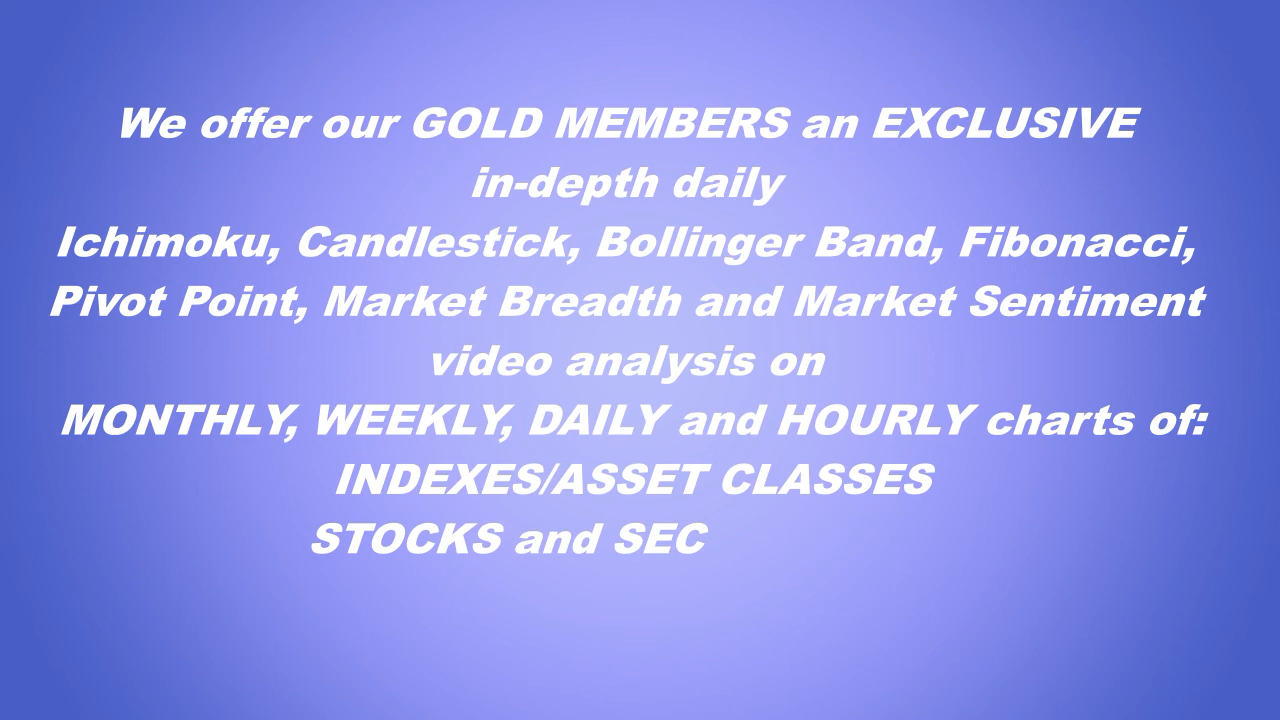 We offer our GOLD MEMBERS an EXCLUSIVE
in-depth daily
Ichimoku, Candlestick, Bollinger Band, Fibonacci,
Pivot Point, Market Breadth and Market Sentiment
video analysis on
MONTHLY, WEEKLY, DAILY and HOURLY charts of:
INDEXES/ASSET CLASSES
STOCKS and SEC